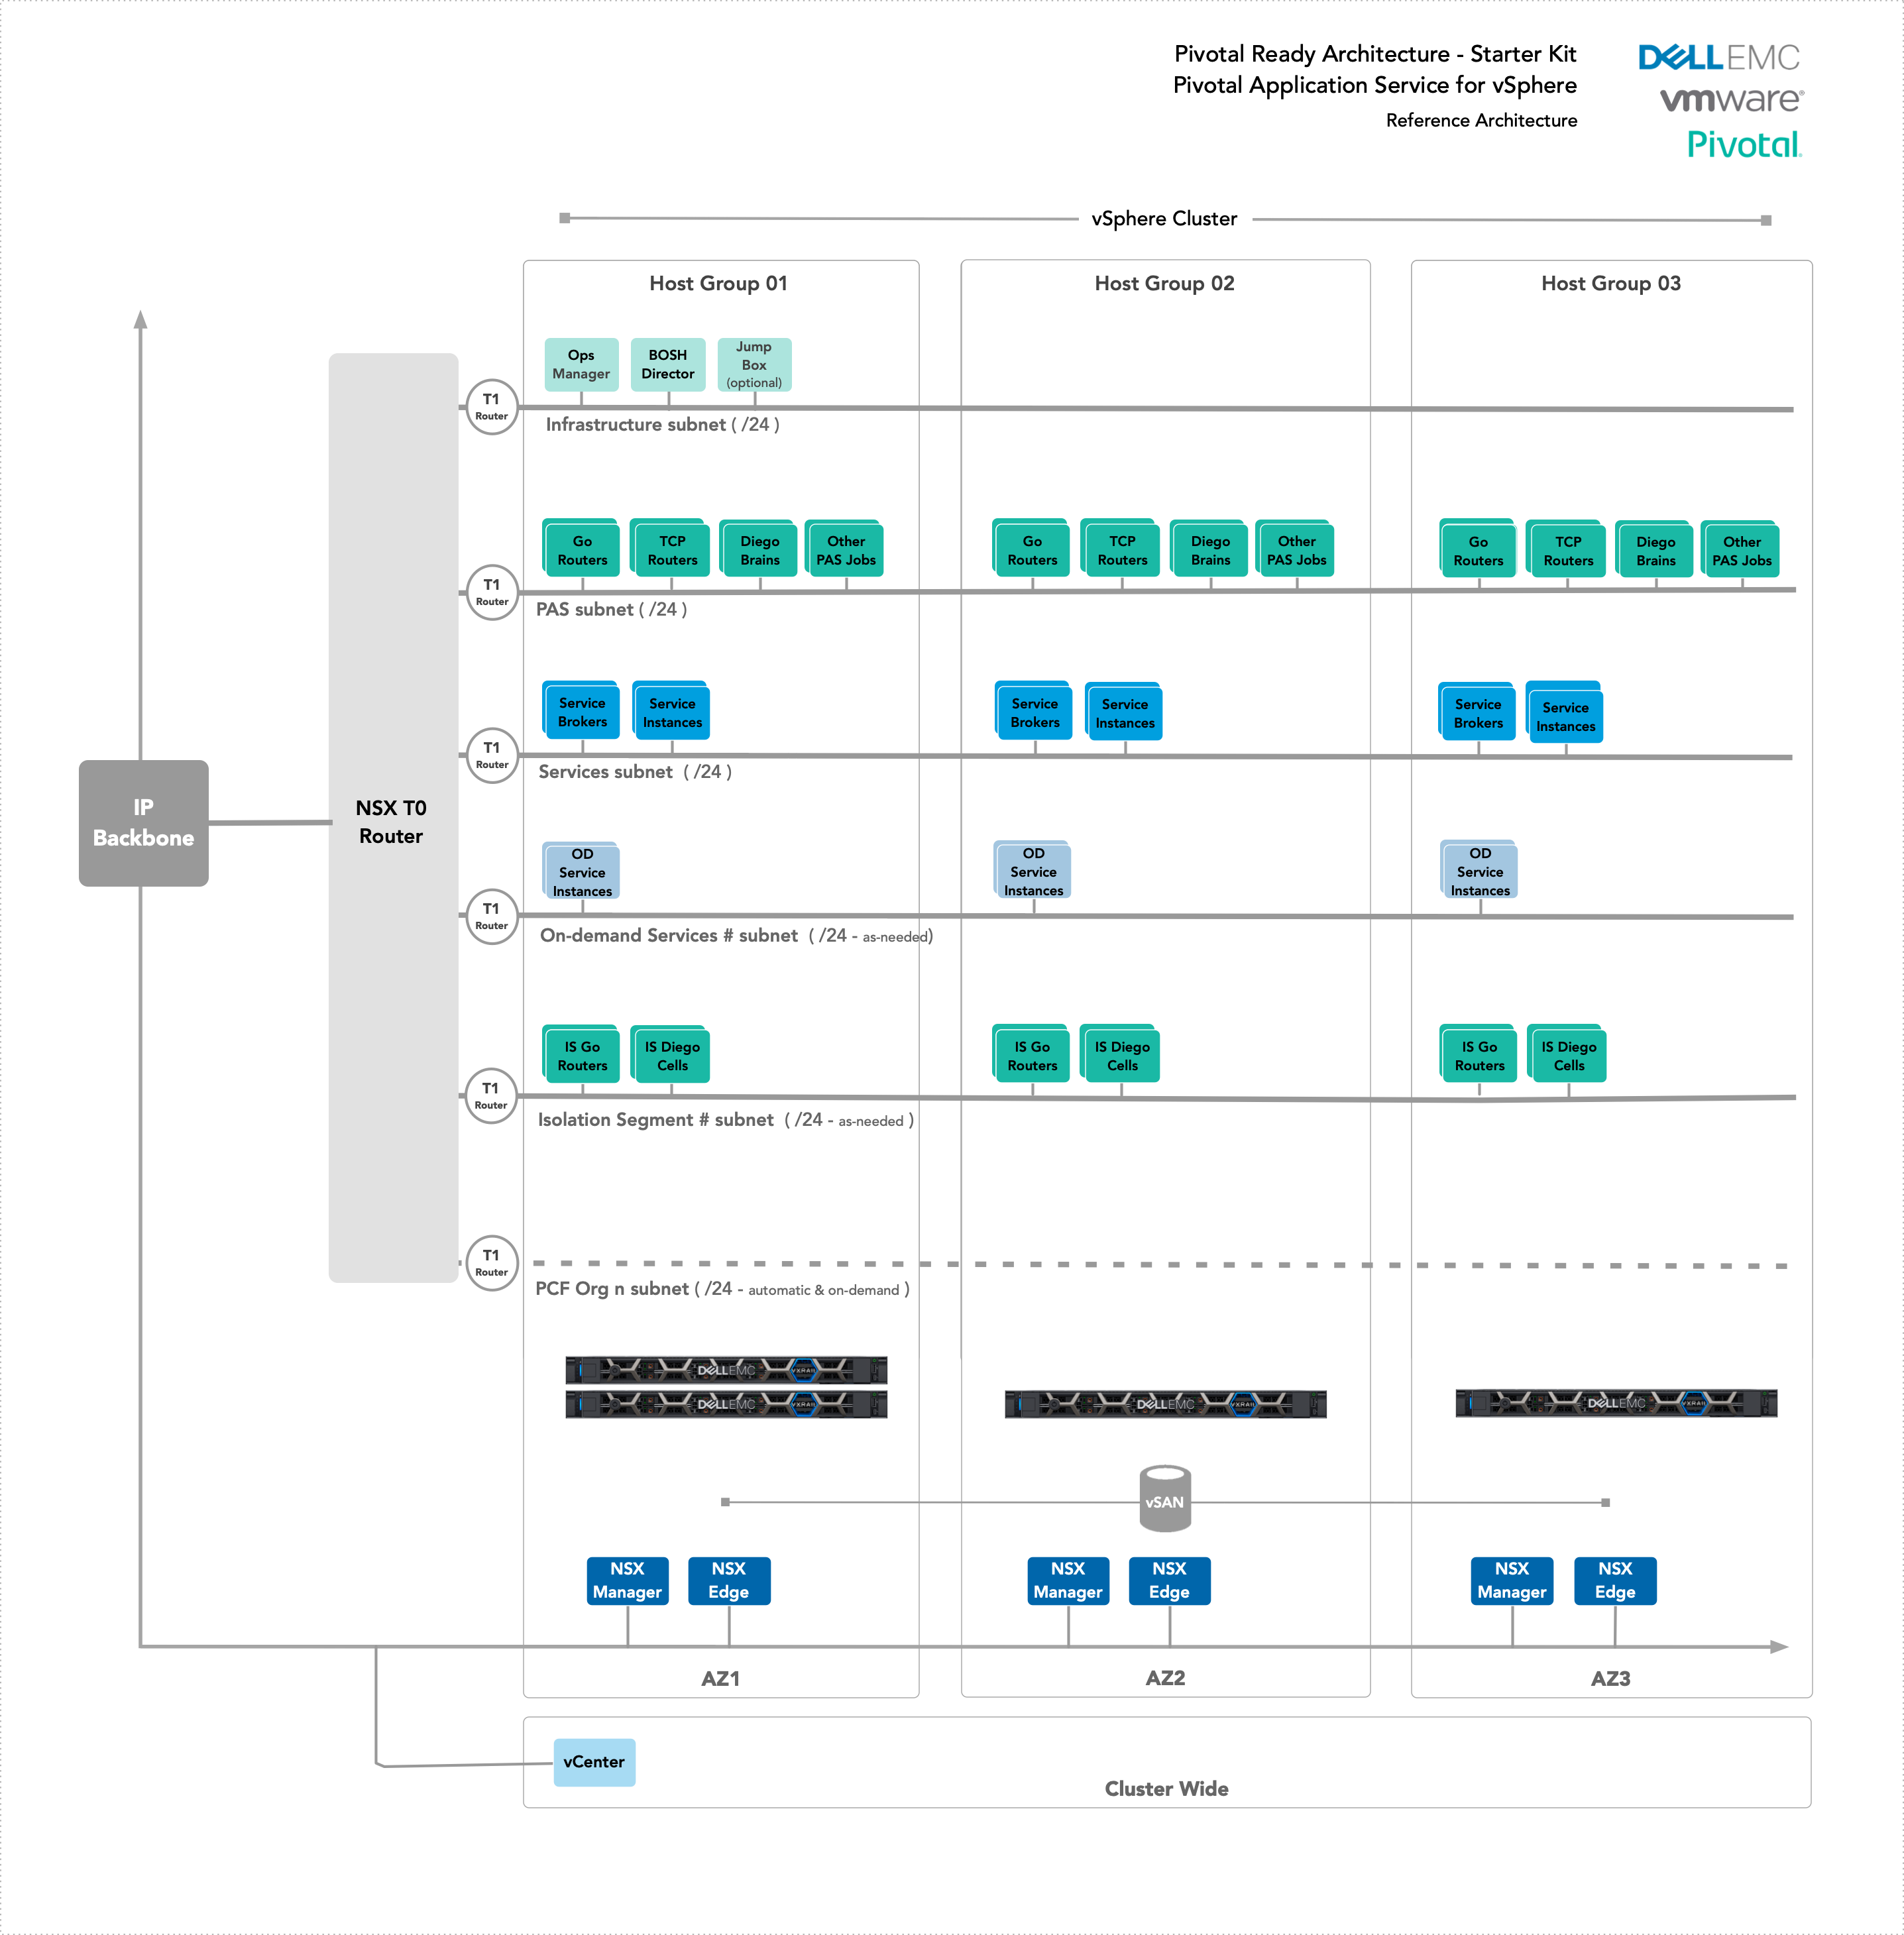 Pivotal Ready Architecture - Starter Kit
Pivotal Application Service for vSphere
Reference Architecture
DELLEMC
vmware®
Pivotal.
vSphere Cluster
Host Group 01
Host Group 02
Host Group 03
Ops
Manager
BOSH
Director
Jump
Box
(optional)
T1
Router
Infrastructure subnet ( /24 )
Go
Routers
TCP
Routers
Diego
Brains
Other
PAS Jobs
Go
Routers
TCP
Routers
Diego
Brains
Other
PAS Jobs
Go
Routers
TCP
Routers
Diego
Brains
Other
PAS Jobs
T1
Router
PAS subnet ( /24 )
Service
Brokers
Service
Instances
Service
Brokers
Service
Instances
Service
Brokers
Service
Instances
T1
Router
Services subnet ( /24 )
IP
Backbone
NSX T0
Router
OD
Service
Instances
OD
Service
Instances
OD
Service
Instances
T1
Router
On-demand Services # subnet ( /24 - as-needed)
IS Go
Routers
IS Diego
Cells
IS Go
Routers
IS Diego
Cells
IS Go
Routers
IS Diego
Cells
T1
Router
Isolation Segment # subnet ( /24 - as-needed )
T1
Router
PCF Org n subnet ( /24 - automatic & on-demand )
DELLEMC VXRAIL
DELLEMC VXRAIL
DELLEMC VXRAIL
DELLEMC VXRAIL
vSAN
NSX
Manager
NSX
Edge
NSX
Manager
NSX
Edge
NSX
Manager
NSX
Edge
AZ1
AZ2
AZ3
vCenter
Cluster Wide